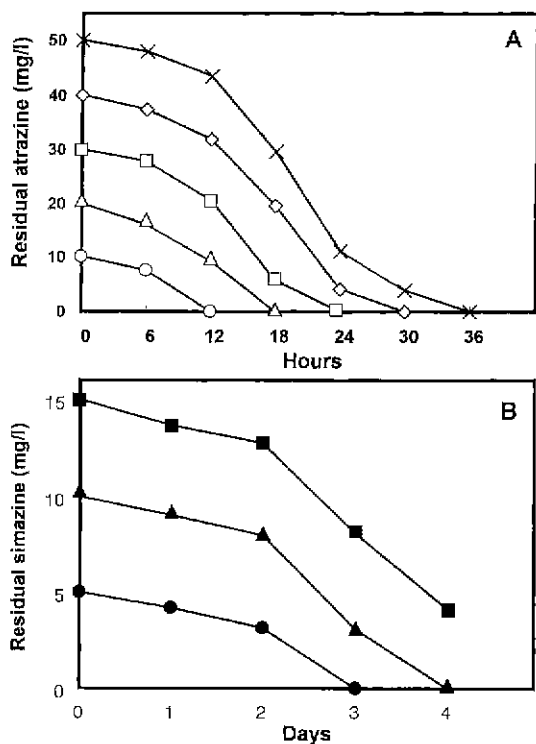 A
Residual atrazine (mg/l)
50
40
30
20
10
0
0 6 12 18 24 30 36
Hours
B
Residual simazine (mg/l)
15
10
5
0
0 1 2 3 4
Days